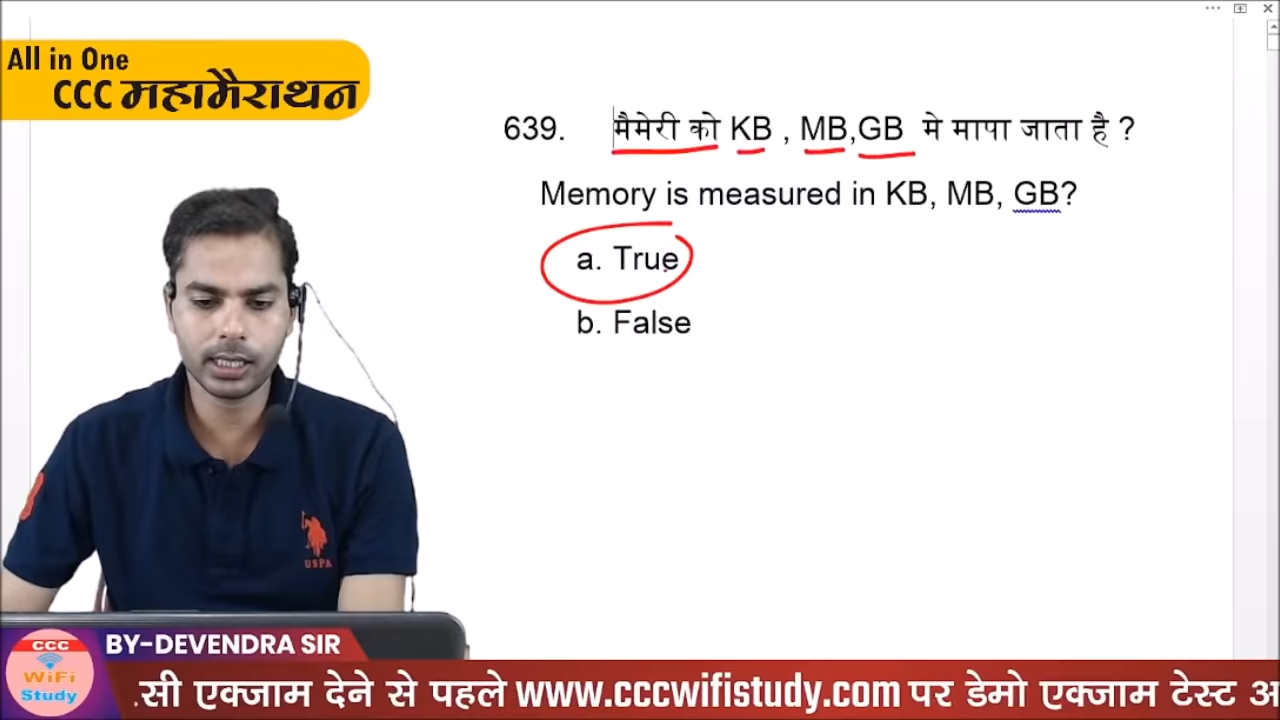 All in One
CCC महामैराथन
639. मैमेरी को KB , MB,GB मे मापा जाता है ?
Memory is measured in KB, MB, GB?
a. True
b. False
USPA
CCC
WiFi
Study
BY-DEVENDRA SIR
.सी एक्जाम देने से पहले www.cccwifistudy.com पर डेमो एक्जाम टेस्ट अ